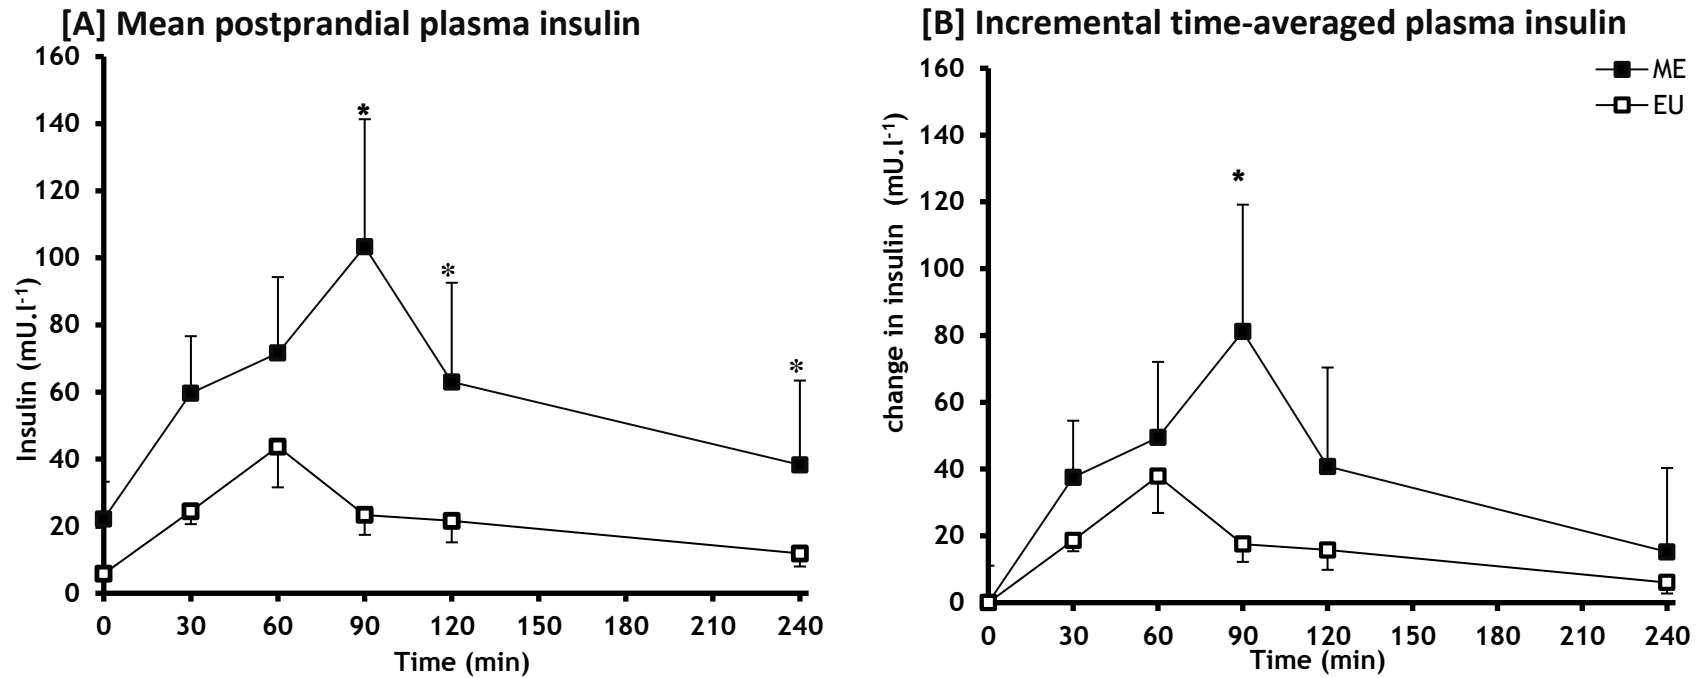 [A] Mean postprandial plasma insulin
160
140
120
100
80
60
40
20
0
Insulin (mU.l-1)
*
*
*
0 30 60 90 120 150 180 210 240
Time (min)
[B] Incremental time-averaged plasma insulin
ME
EU
160
140
120
100
80
60
40
20
0
change in insulin (mU.l-1)
*
0 30 60 90 120 150 180 210 240
Time (min)